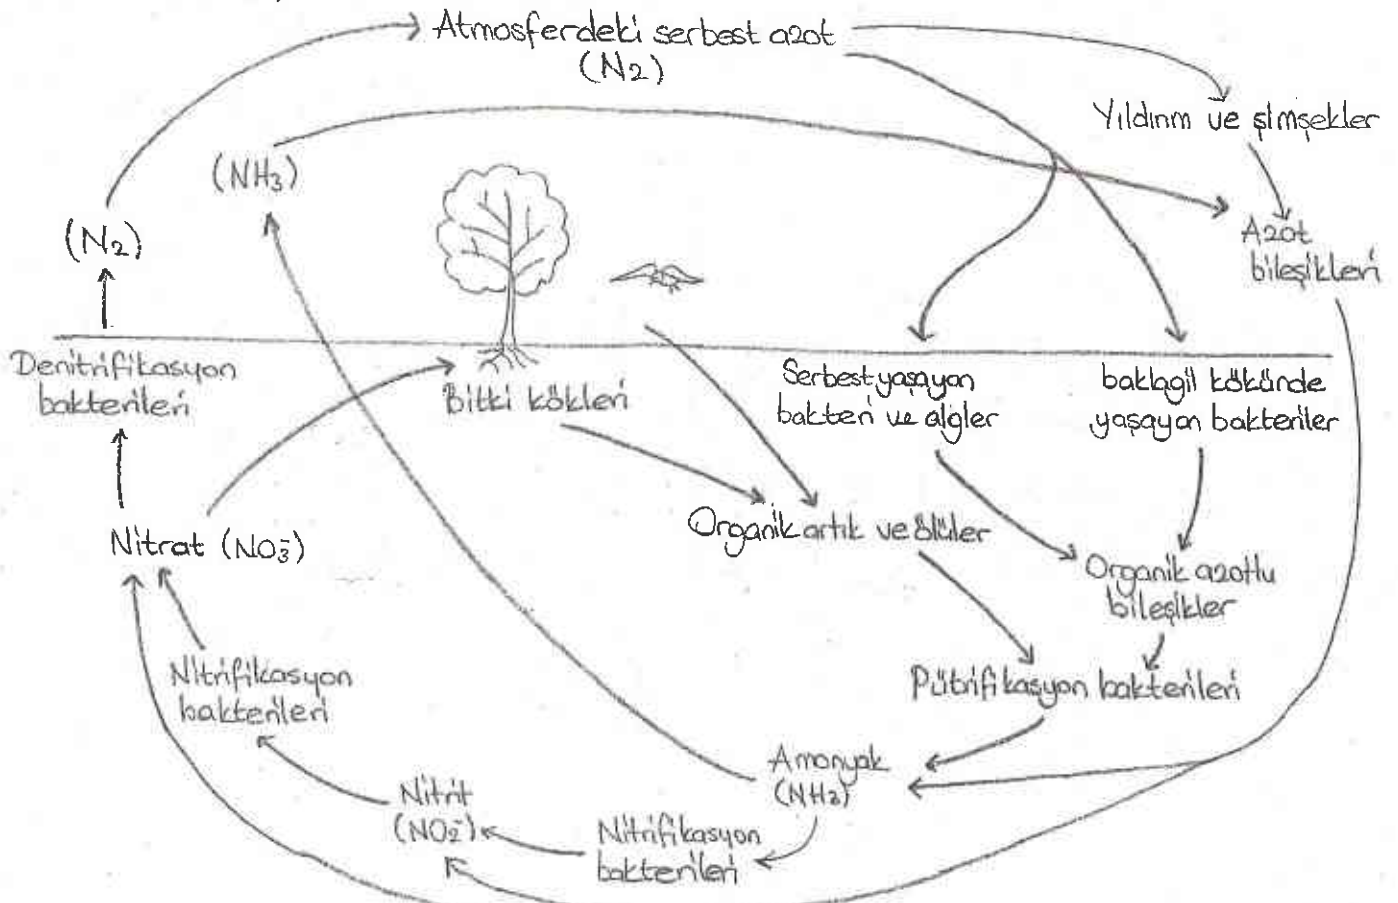 Atmosferdeki serbest azot
(N2)
Yıldırım ve şimşekler
(NH3)
(N2)
Azot
bileşikleri
Denitrifikasyon
bakterileri
Bitki kökleri
Serbest yaşayan
bakteri ve algler
baklagil kökünde
yaşayan bakteriler
Organik artık ve ölüler
Nitrat (NO3-)
Organik azotlu
bileşikler
Nitrifikasyon
bakterileri
Pütrifikasyon bakterileri
Amonyak
(NH3)
Nitrit
(NO2-)
Nitrifikasyon
bakterileri